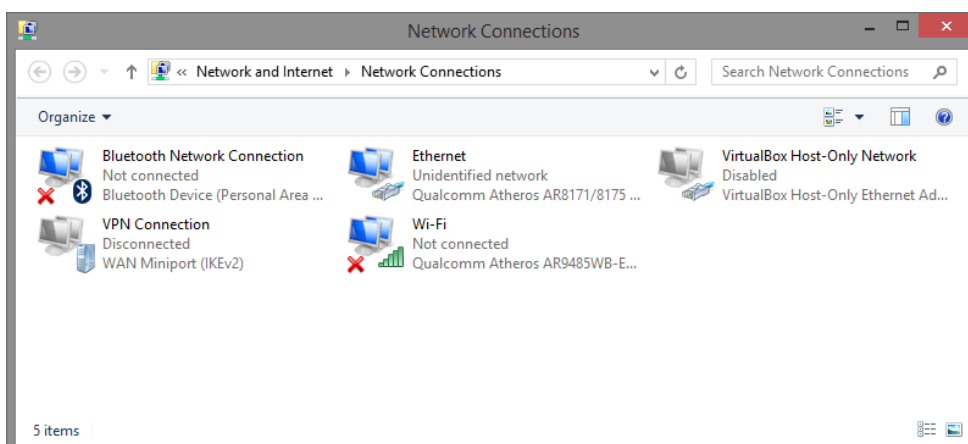 Network Connections
« Network and Internet Network Connections
Search Network Connections
Organize
Bluetooth Network Connection
Not connected
Bluetooth Device (Personal Area ...
Ethernet
Unidentified network
Qualcomm Atheros AR8171/8175 ...
VirtualBox Host-Only Network
Disabled
VirtualBox Host-Only Ethernet Ad...
VPN Connection
Disconnected
WAN Miniport (IKEv2)
Wi-Fi
Not connected
Qualcomm Atheros AR9485WB-E...
5 items